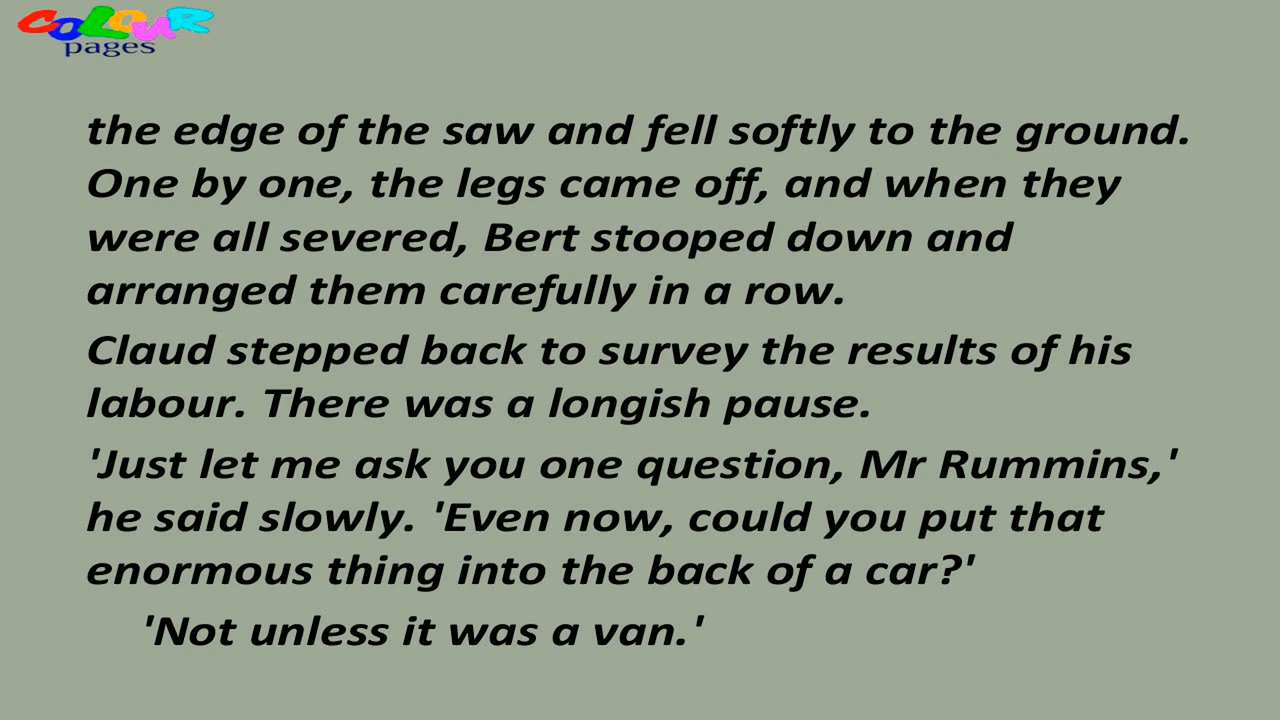 COLOUR
pages
the edge of the saw and fell softly to the ground.
One by one, the legs came off, and when they
were all severed, Bert stooped down and
arranged them carefully in a row.
Claud stepped back to survey the results of his
labour. There was a longish pause.
'Just let me ask you one question, Mr Rummins,'
he said slowly. 'Even now, could you put that
enormous thing into the back of a car?'
'Not unless it was a van.'